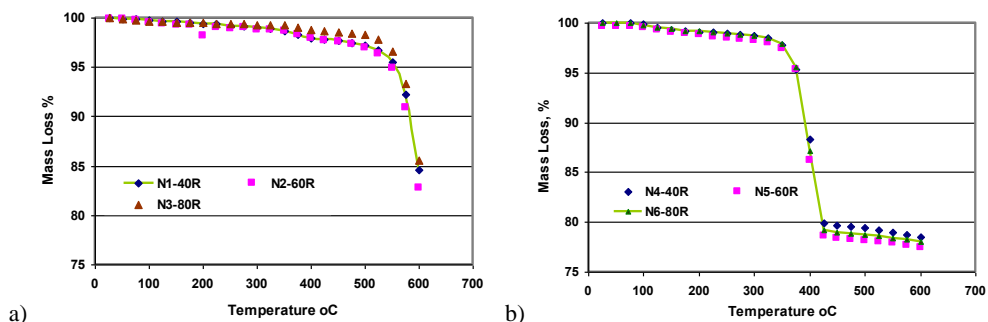 100
95
90
85
80
75
Mass Loss %
N1-40R
N2-60R
N3-80R
0 100 200 300 400 500 600 700
Temperature oC
a)
100
95
90
85
80
75
Mass Loss, %
N4-40R
N5-60R
N6-80R
0 100 200 300 400 500 600 700
Temperature oC
b)